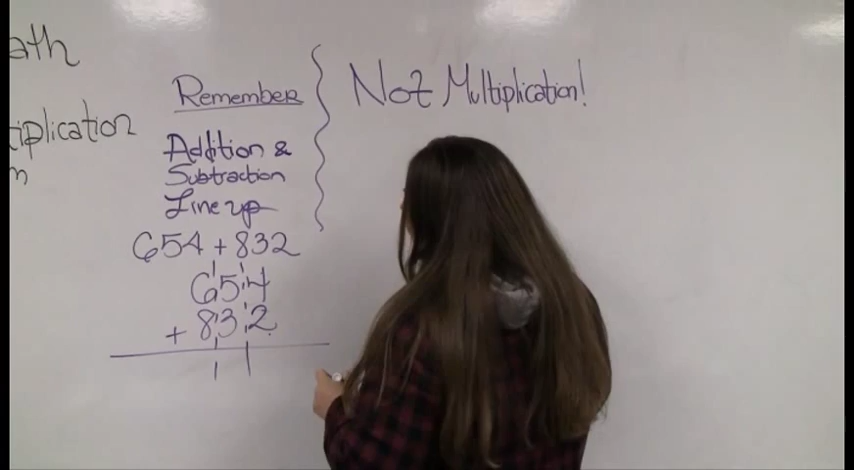 ath
iplication
n
Remember
Addition &
Subtraction
Line up
654 + 832
654
+ 832
Not Multiplication!